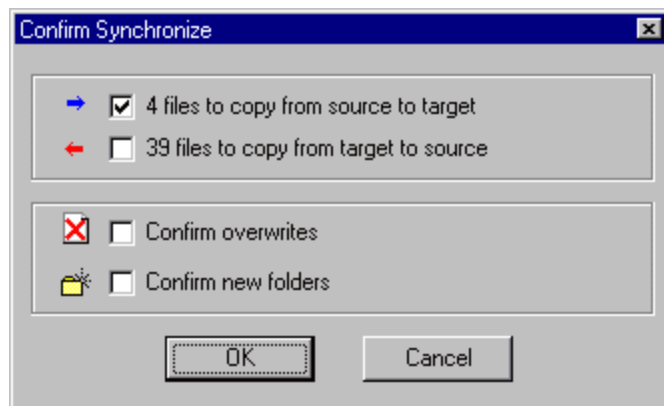 Confirm Synchronize
4 files to copy from source to target
39 files to copy from target to source
Confirm overwrites
Confirm new folders
OK
Cancel